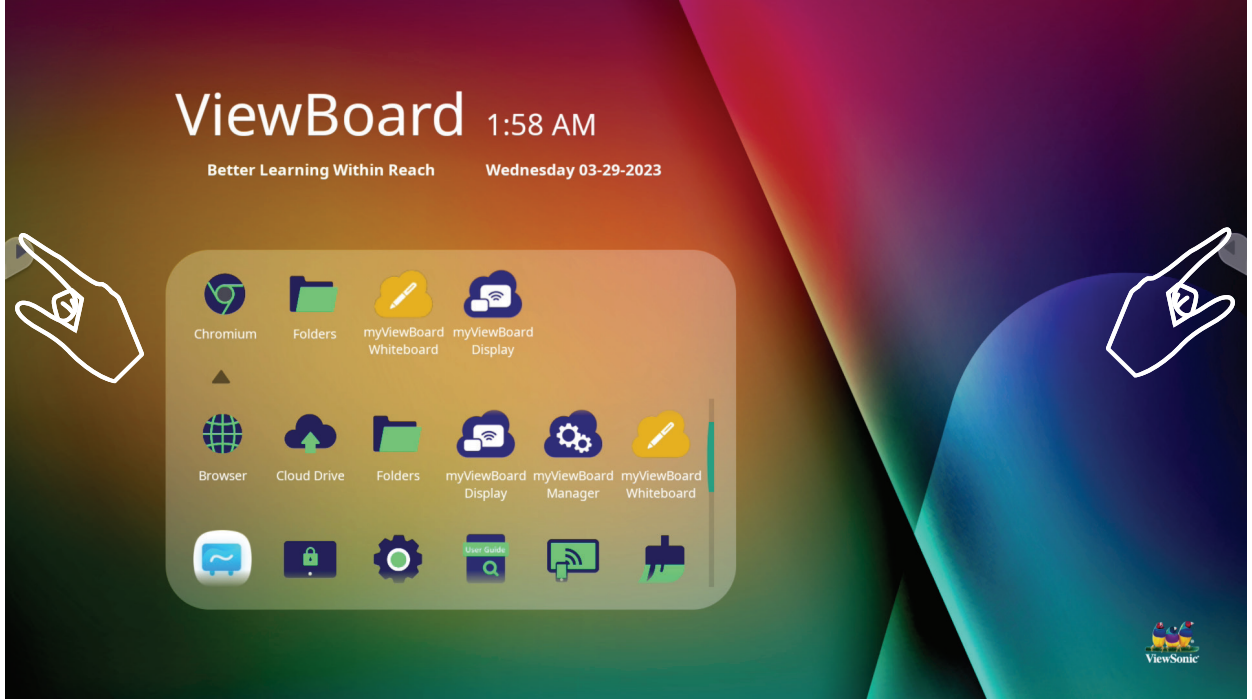 ViewBoard 1:58 AM
Better Learning Within Reach Wednesday 03-29-2023
Chromium Folders myViewBoard myViewBoard
Whiteboard Display
Browser Cloud Drive Folders myViewBoard myViewBoard myViewBoard
Display Manager Whiteboard
User Guide
ViewSonic